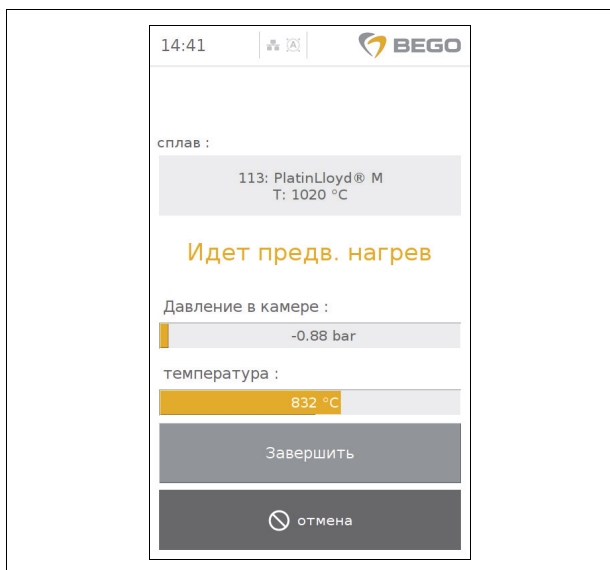 14:41
A
BEGO
сплав :
113: PlatinLloyd® M
T: 1020 °C
Идет предв. нагрев
Давление в камере :
-0.88 bar
температура :
832 °C
Завершить
отмена